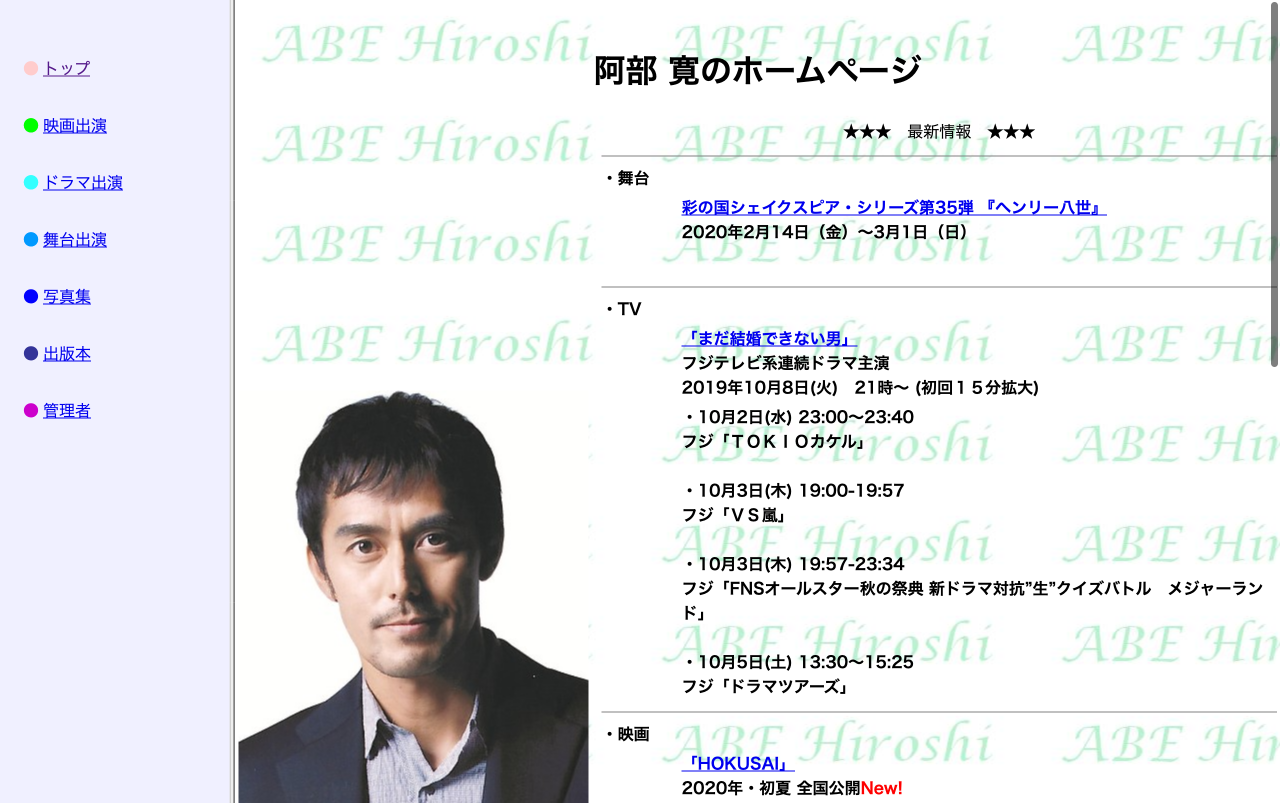 トップ
映画出演
ドラマ出演
舞台出演
写真集
出版本
管理者
阿部 寛のホームページ
★★★　最新情報　★★★
・舞台
彩の国シェイクスピア・シリーズ第35弾 『ヘンリー八世』
2020年2月14日（金）～3月1日（日）
・TV
「まだ結婚できない男」
フジテレビ系連続ドラマ主演
2019年10月8日(火)　21時～ (初回１５分拡大)
・10月2日(水) 23:00～23:40
フジ「ＴＯＫＩＯカケル」
・10月3日(木) 19:00-19:57
フジ「ＶＳ嵐」
・10月3日(木) 19:57-23:34
フジ「FNSオールスター秋の祭典 新ドラマ対抗”生”クイズバトル　メジャーラン
ド」
・10月5日(土) 13:30～15:25
フジ「ドラマツアーズ」
・映画
「HOKUSAI」
2020年・初夏 全国公開New!
ABE Hiroshi